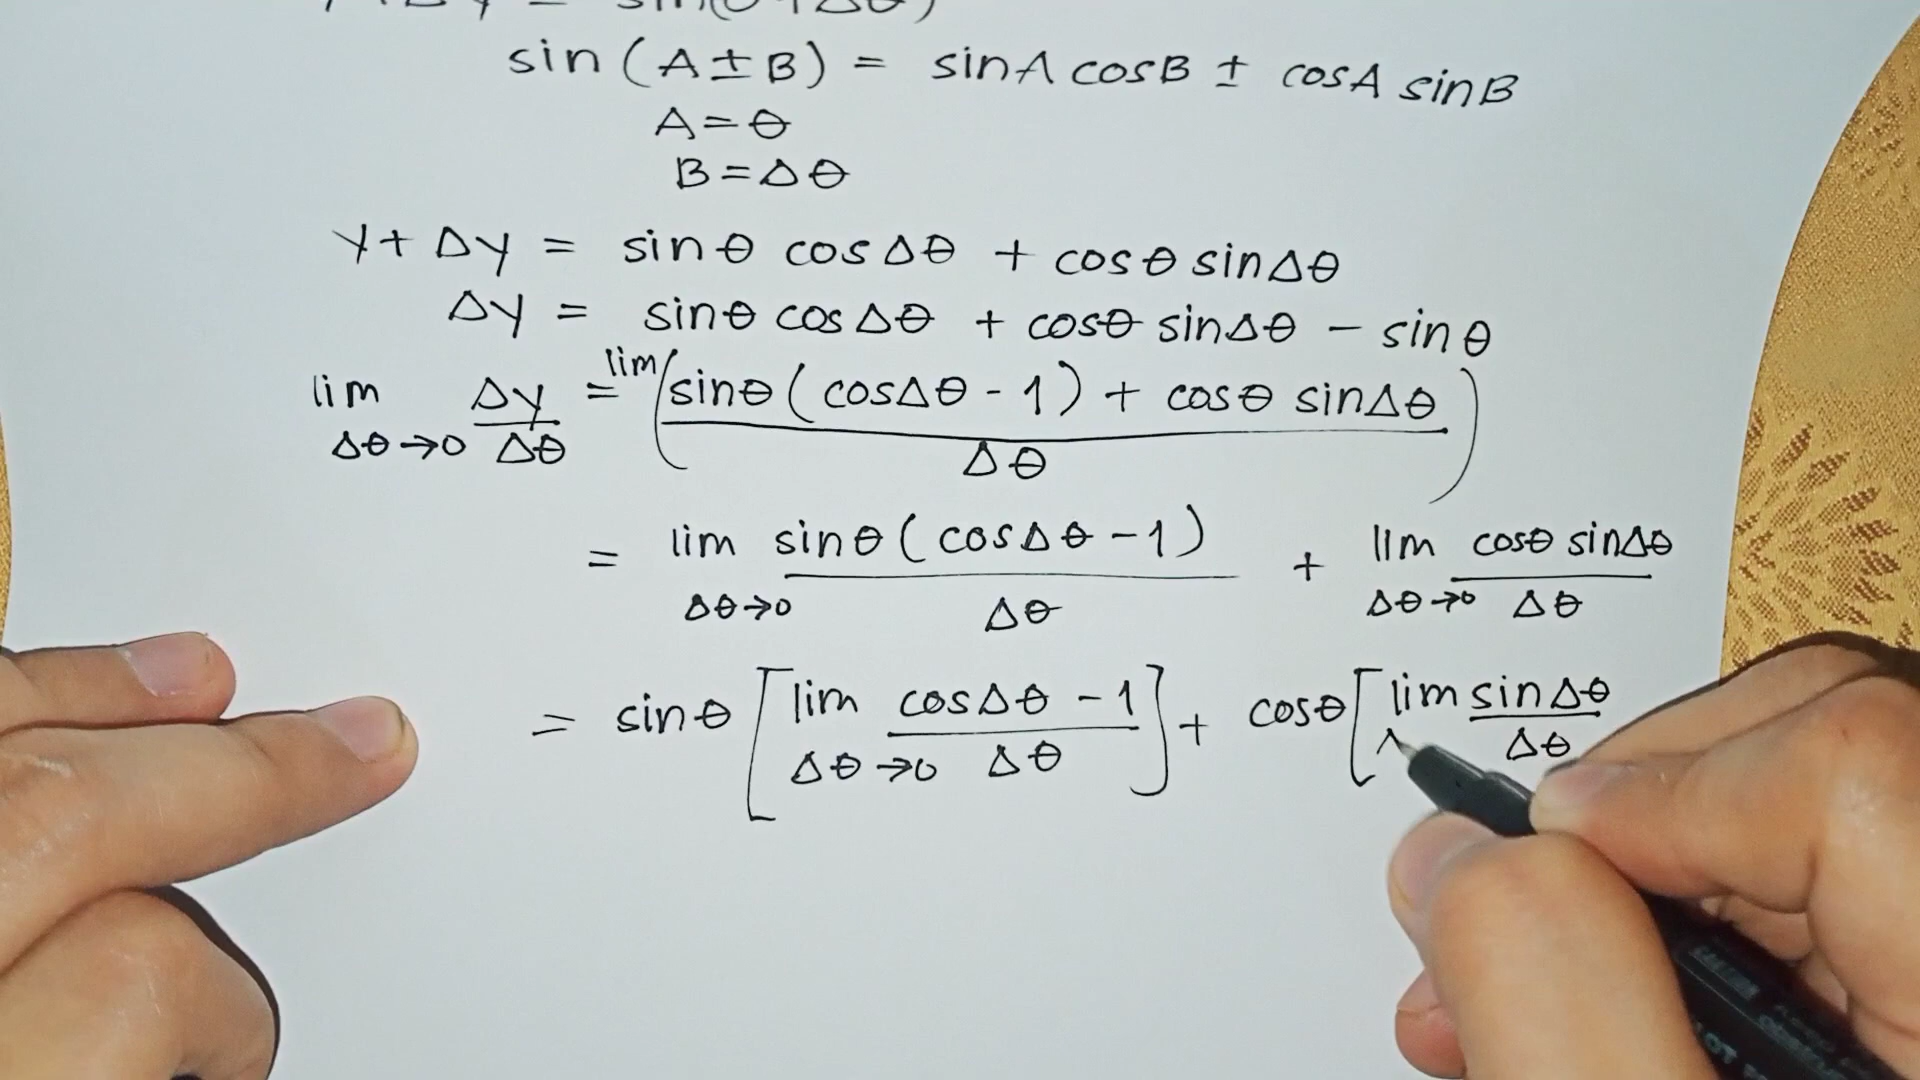 sin(θ+Δθ)
sin (A ± B) = sinA cosB ± cosA sinB
A = θ
B = Δθ
y + Δy = sinθ cosΔθ + cosθ sinΔθ
Δy = sinθ cosΔθ + cosθ sinΔθ - sinθ
lim Δθ→0 Δy/Δθ = lim (sinθ (cosΔθ - 1) + cosθ sinΔθ / Δθ)
= lim Δθ→0 sinθ (cosΔθ - 1) / Δθ + lim Δθ→0 cosθ sinΔθ / Δθ
= sinθ [lim Δθ→0 cosΔθ - 1 / Δθ] + cosθ [lim sinΔθ / Δθ